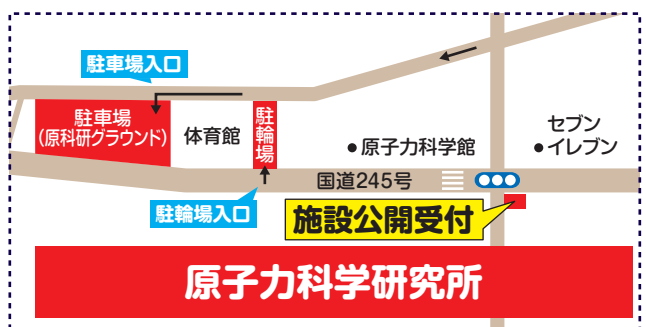 駐車場入口
駐車場
(原科研グラウンド)
体育館
駐輪場
●原子力科学館
セブン
●イレブン
国道245号
駐輪場入口
施設公開受付
原子力科学研究所